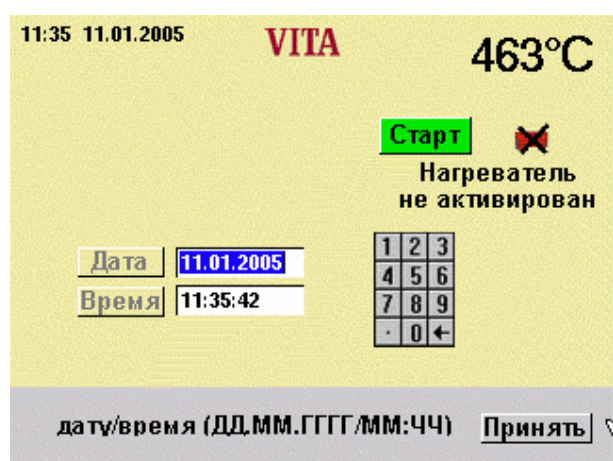 11:35 11.01.2005 VITA 463°C
Старт
Нагреватель
не активирован
Дата 11.01.2005
Время 11:35:42
1 2 3
4 5 6
7 8 9
· 0 ←
дату/время (ДД.ММ.ГГГГ/ММ:ЧЧ) Принять